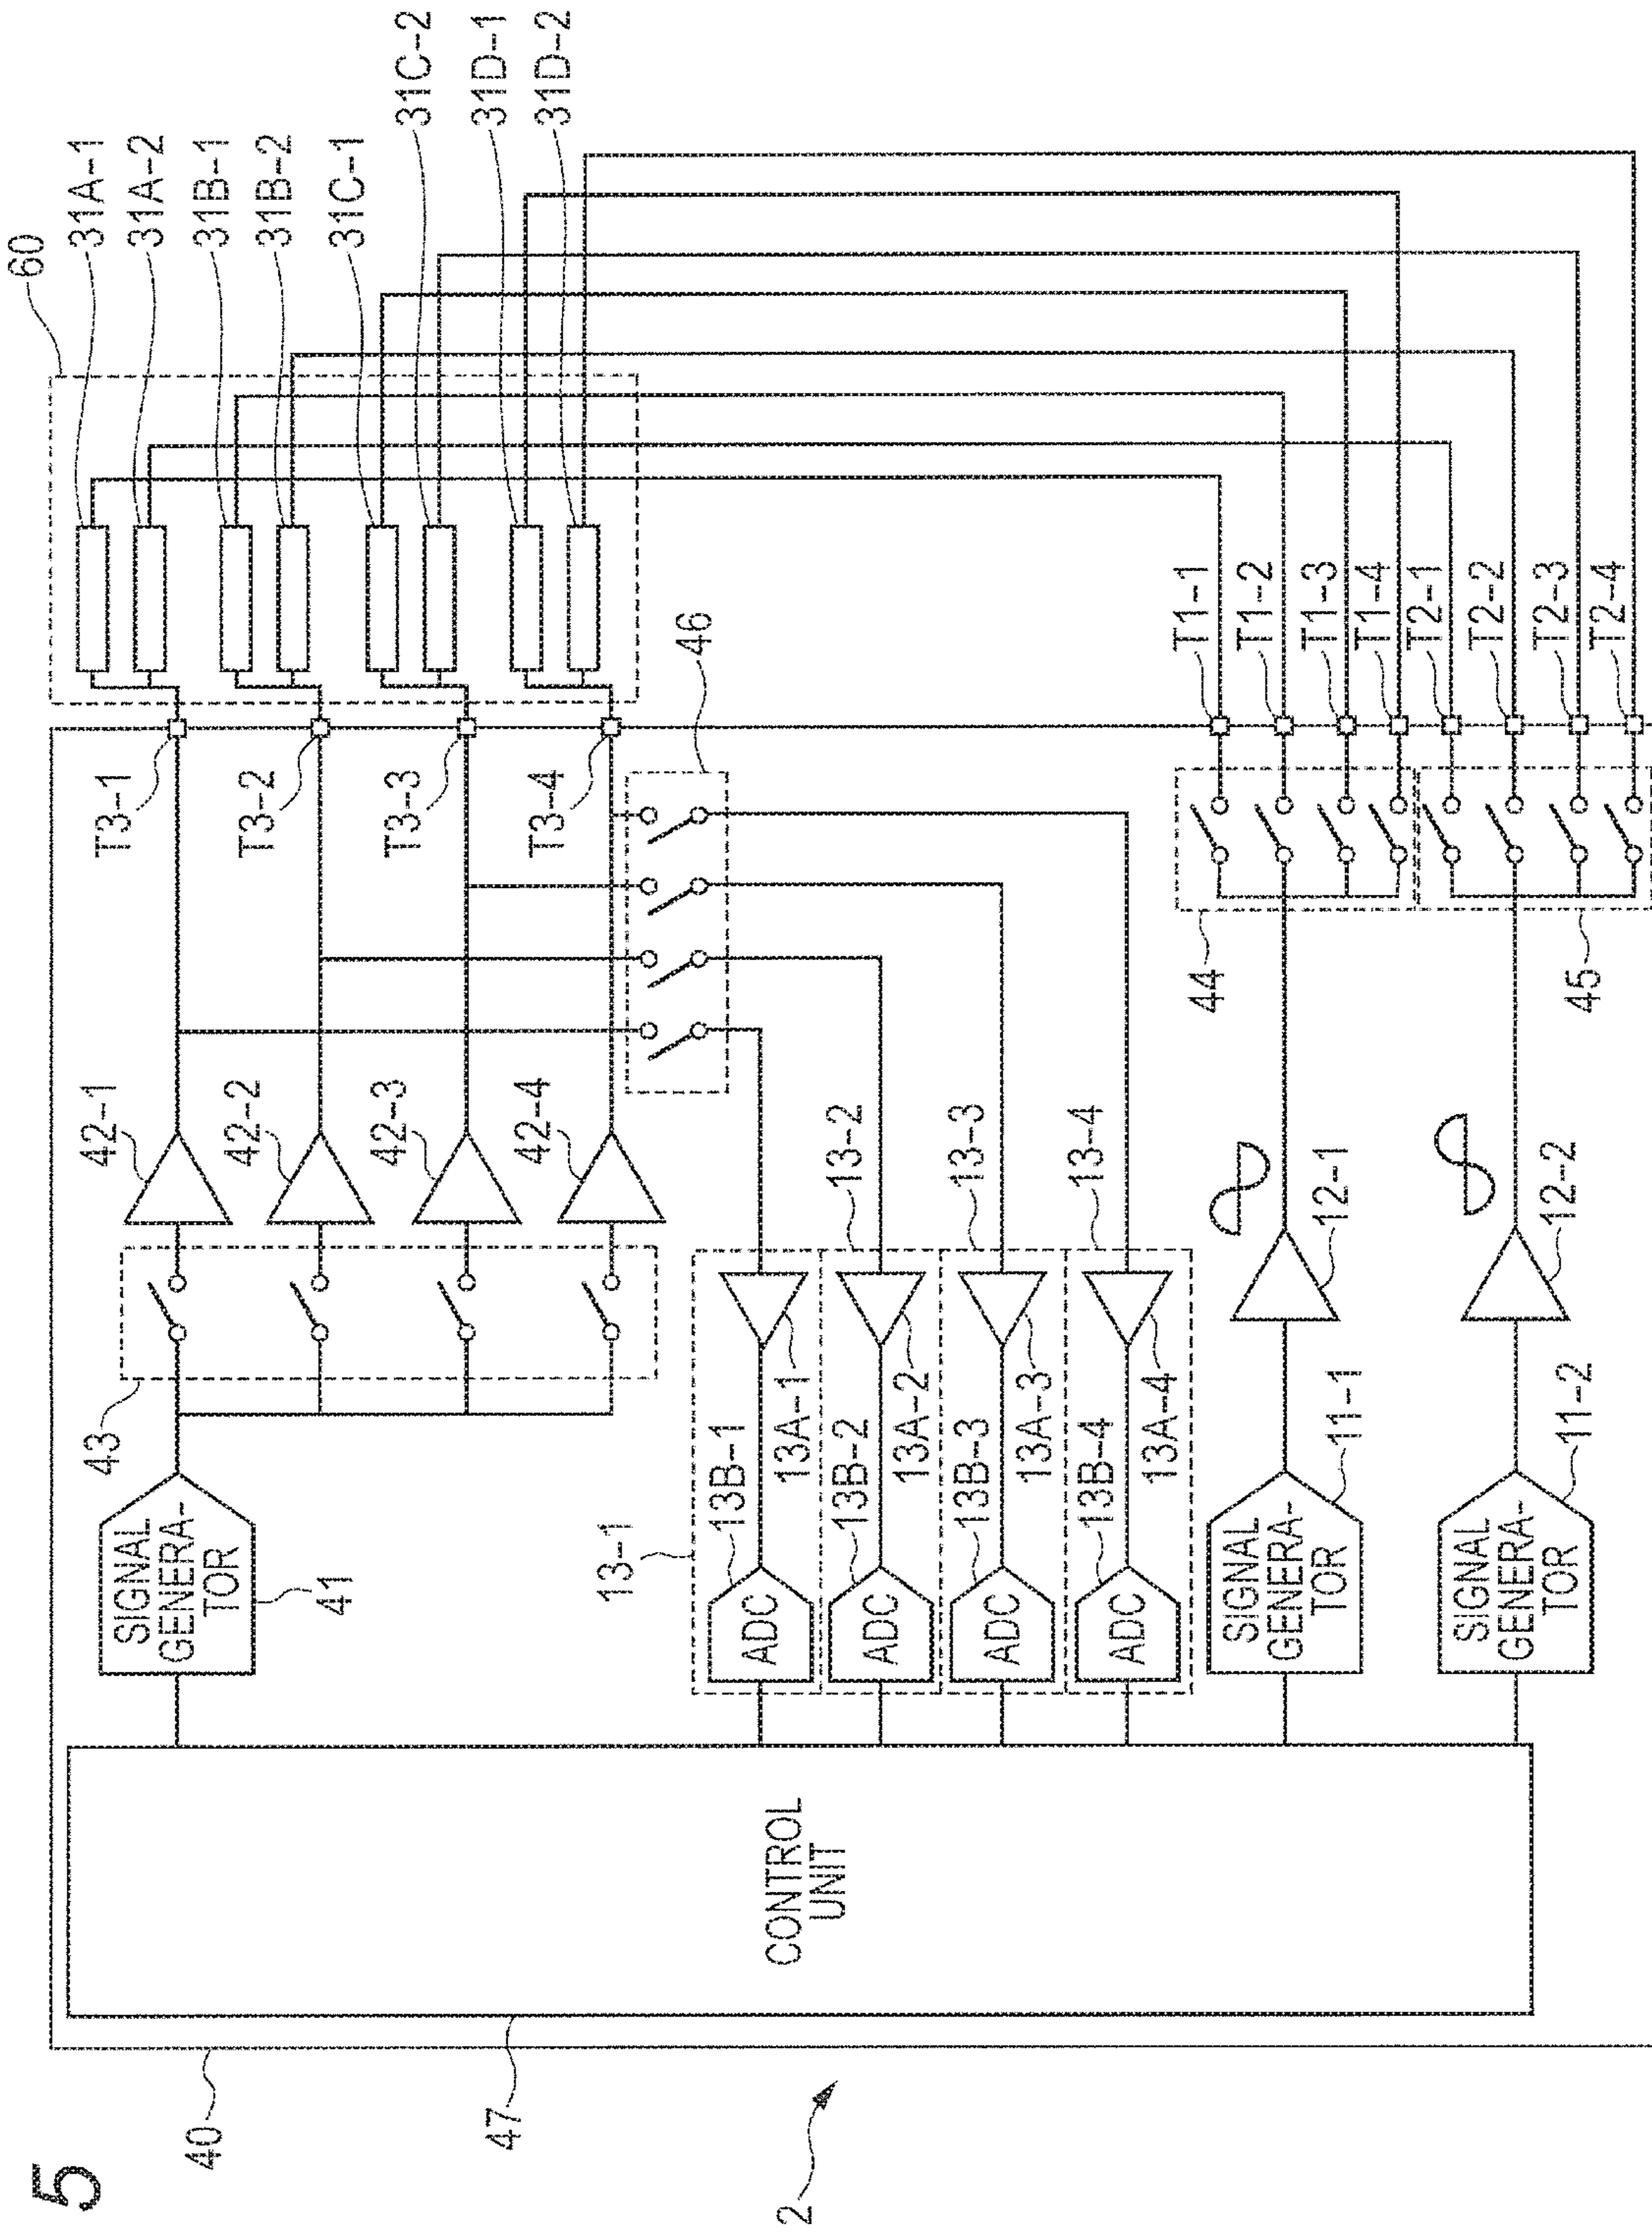 5
60
31A-1
31A-2
31B-1
31B-2
31C-1
31C-2
31D-1
31D-2
40
47
2
CONTROL
UNIT
SIGNAL
GENERA-
TOR
41
43
42-1
42-2
42-3
42-4
T3-1
T3-2
T3-3
T3-4
46
13-1
13-2
13-3
13-4
ADC
13B-1
13A-1
ADC
13B-2
13A-2
ADC
13B-3
13A-3
ADC
13B-4
13A-4
SIGNAL
GENERA-
TOR
11-1
12-1
44
SIGNAL
GENERA-
TOR
11-2
12-2
45
T1-1
T1-2
T1-3
T1-4
T2-1
T2-2
T2-3
T2-4